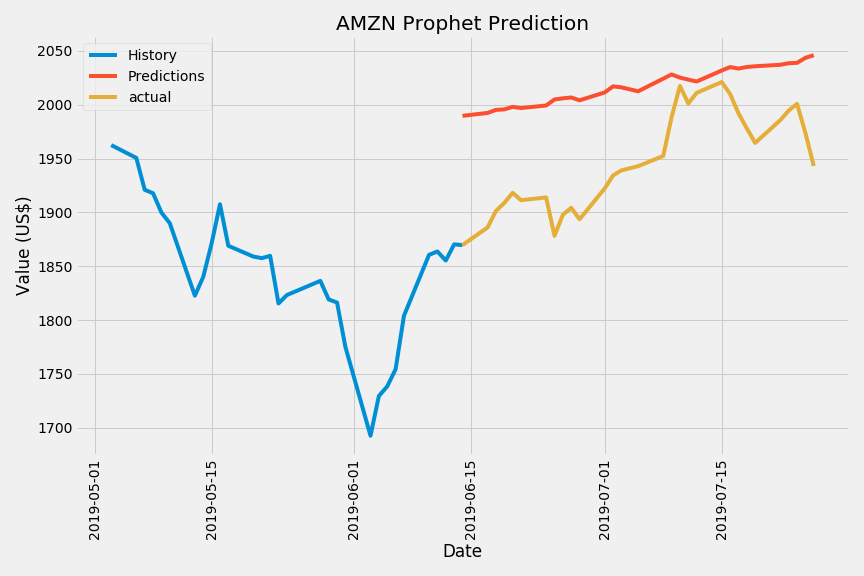 AMZN Prophet Prediction
History
Predictions
actual
Value (US$)
2050
2000
1950
1900
1850
1800
1750
1700
2019-05-01
2019-05-15
2019-06-01
2019-06-15
2019-07-01
2019-07-15
Date